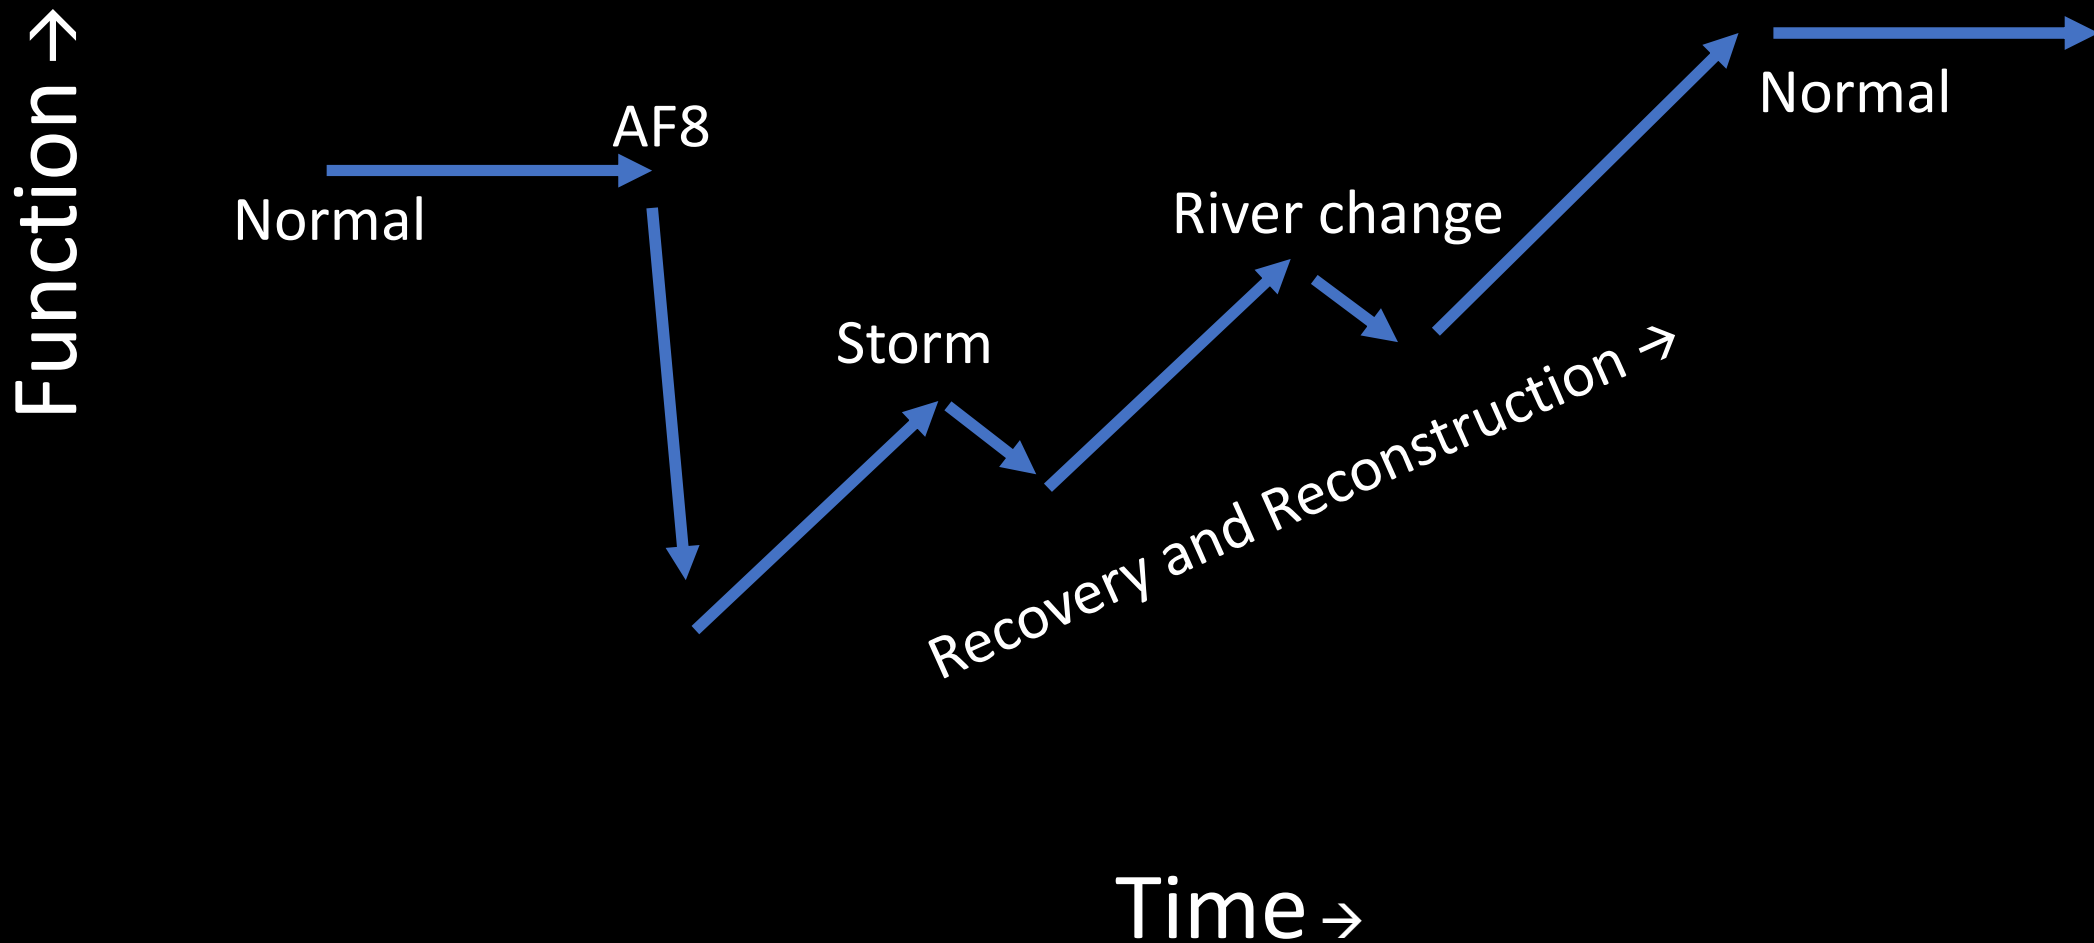 Function →
Normal
AF8
Storm
River change
Recovery and Reconstruction →
Normal
Time →